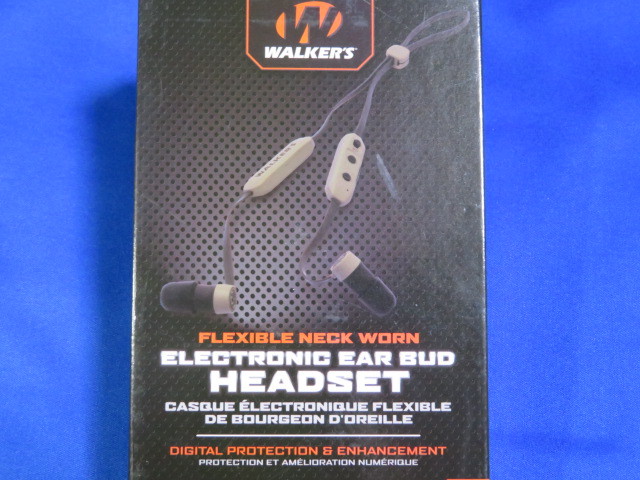 WALKER'S
WALKER'S
FLEXIBLE NECK WORN
ELECTRONIC EAR BUD
HEADSET
CASQUE ÉLECTRONIQUE FLEXIBLE
DE BOURGEON D'OREILLE
DIGITAL PROTECTION & ENHANCEMENT
PROTECTION ET AMÉLIORATION NUMÉRIQUE